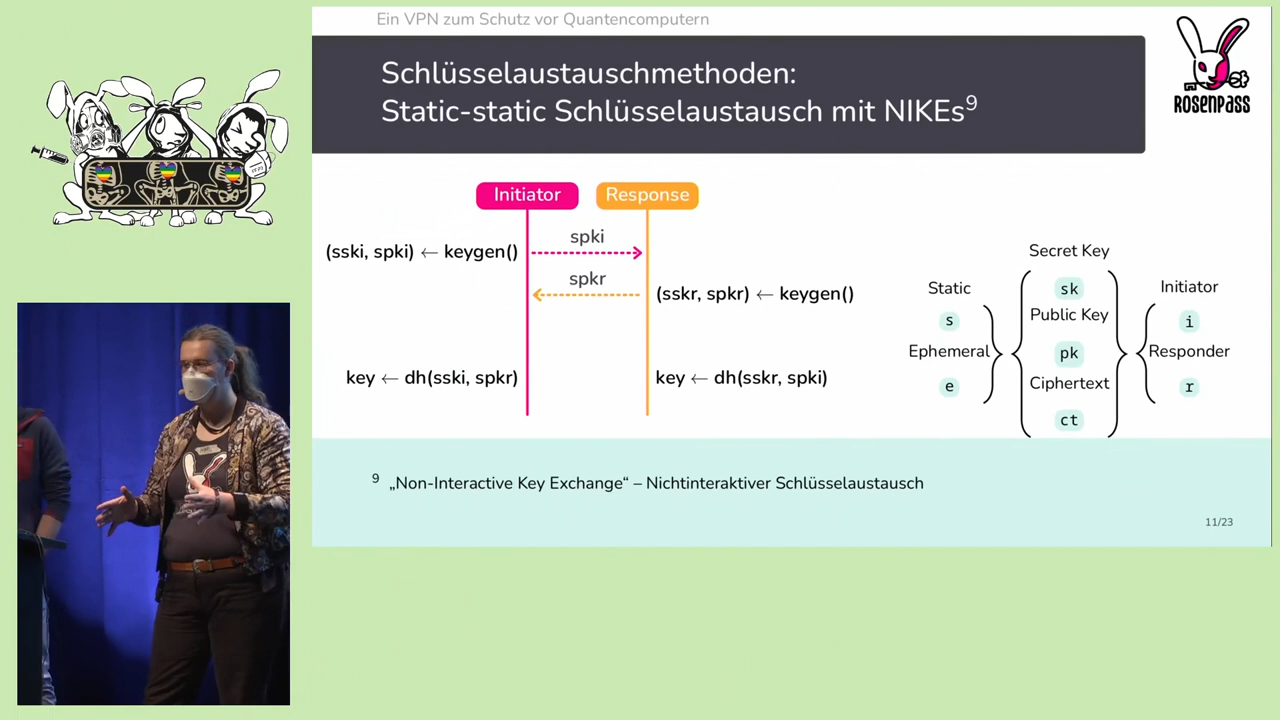 Ein VPN zum Schutz vor Quantencomputern
Schlüsselaustauschmethoden:
Static-static Schlüsselaustausch mit NIKEs⁹
ROSENPASS
Initiator
Response
(sski, spki) ← keygen()
spki
spkr
(sskr, spkr) ← keygen()
key ← dh(sski, spkr)
key ← dh(sskr, spki)
Static
s
Ephemeral
e
Secret Key
sk
Public Key
pk
Ciphertext
ct
Initiator
i
Responder
r
⁹ „Non-Interactive Key Exchange“ – Nichtinteraktiver Schlüsselaustausch
11/23